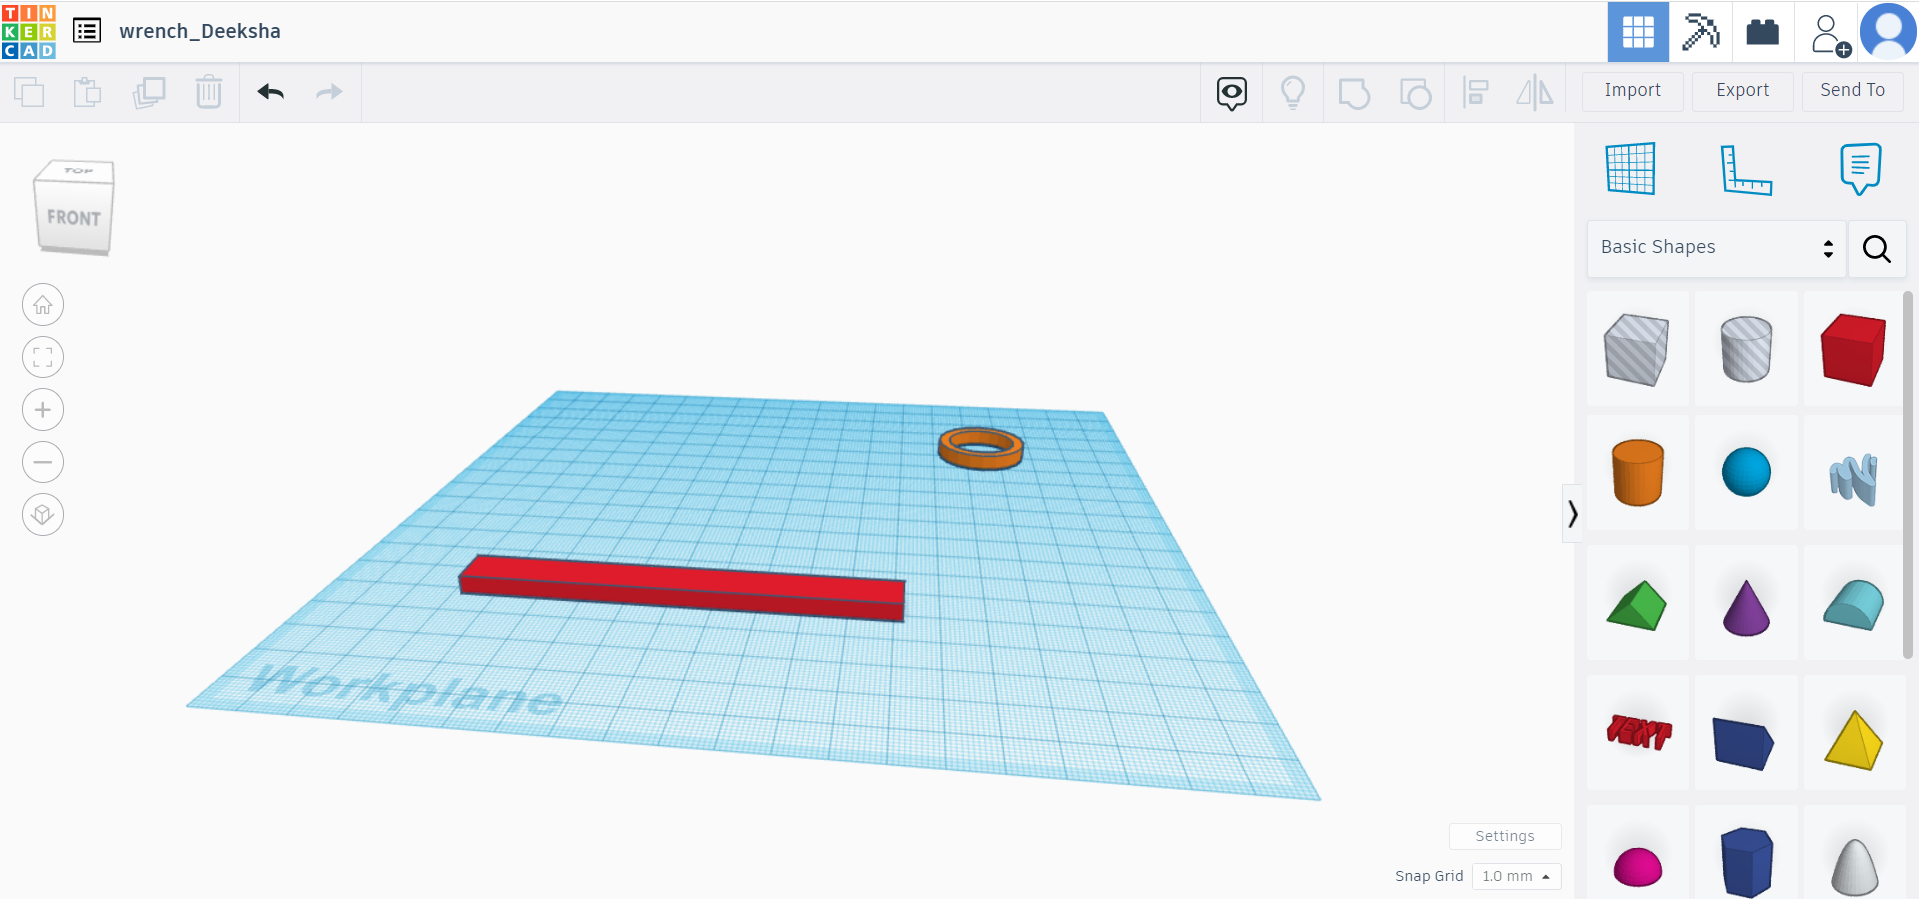 TIN
KER
CAD
wrench_Deeksha
Import
Export
Send To
TOP
FRONT
Basic Shapes
Workplane
TEXT
Settings
Snap Grid
1.0 mm